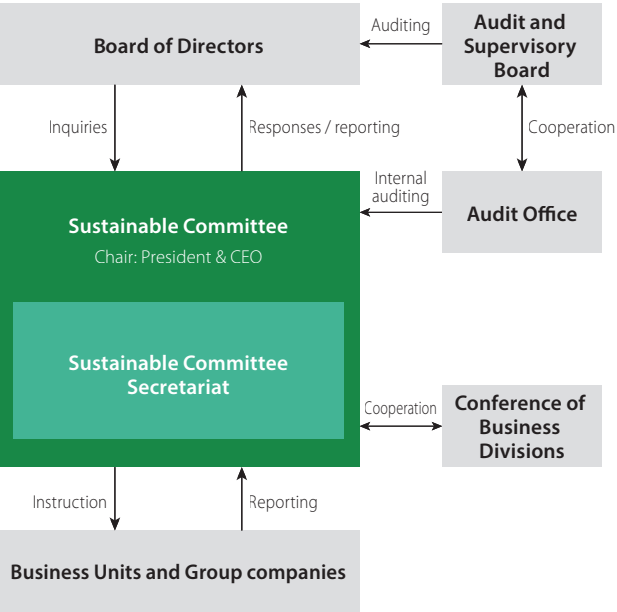 Board of Directors
Auditing
Audit and
Supervisory
Board
Inquiries
Responses / reporting
Cooperation
Sustainable Committee
Chair: President & CEO
Internal
auditing
Audit Office
Sustainable Committee
Secretariat
Cooperation
Conference of
Business
Divisions
Instruction
Reporting
Business Units and Group companies